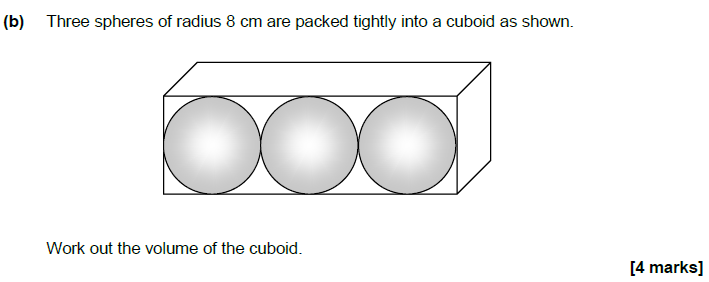 (b) Three spheres of radius 8 cm are packed tightly into a cuboid as shown.
Work out the volume of the cuboid.
[4 marks]